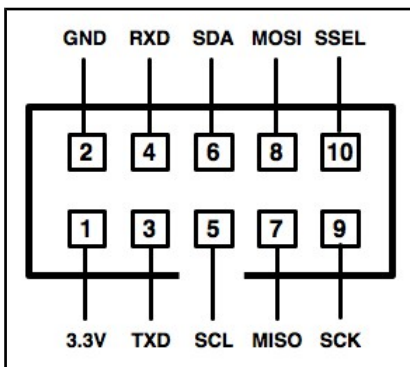 GND RXD SDA MOSI SSEL
2 4 6 8 10
1 3 5 7 9
3.3V TXD SCL MISO SCK